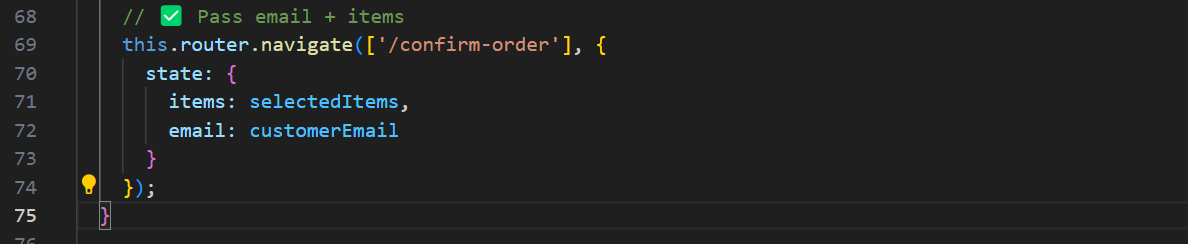 68 // ✅ Pass email + items
69 this.router.navigate(['/confirm-order'], {
70 state: {
71 items: selectedItems,
72 email: customerEmail
73 }
74 });
75 }
76